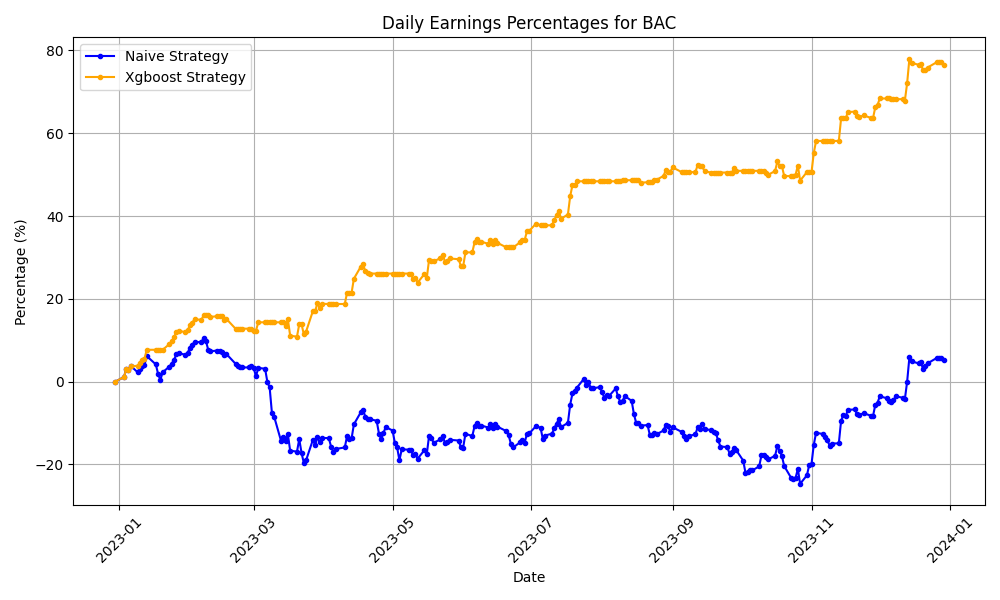 Daily Earnings Percentages for BAC
Naive Strategy
Xgboost Strategy
Percentage (%)
80
60
40
20
0
−20
2023-01
2023-03
2023-05
2023-07
2023-09
2023-11
2024-01
Date